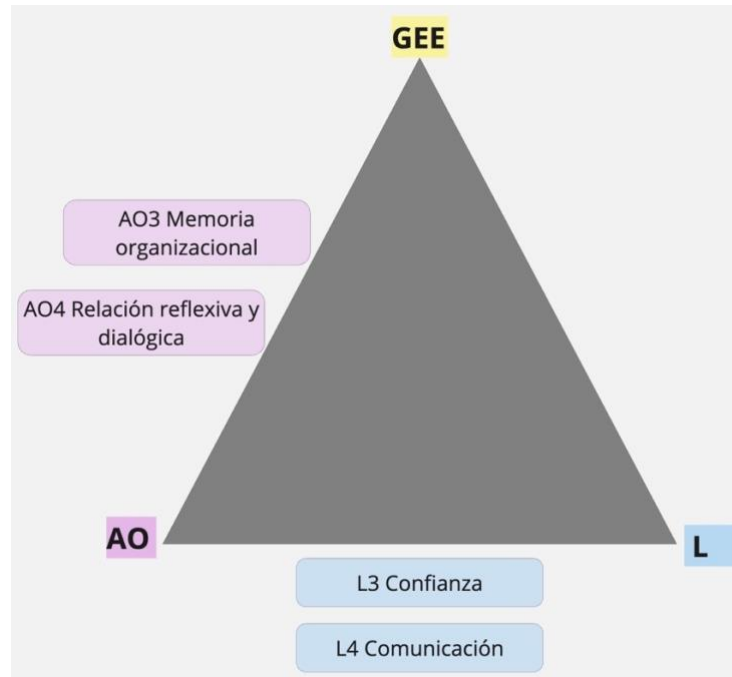 GEE
AO3 Memoria
organizacional
AO4 Relación reflexiva y
dialógica
AO
L
L3 Confianza
L4 Comunicación